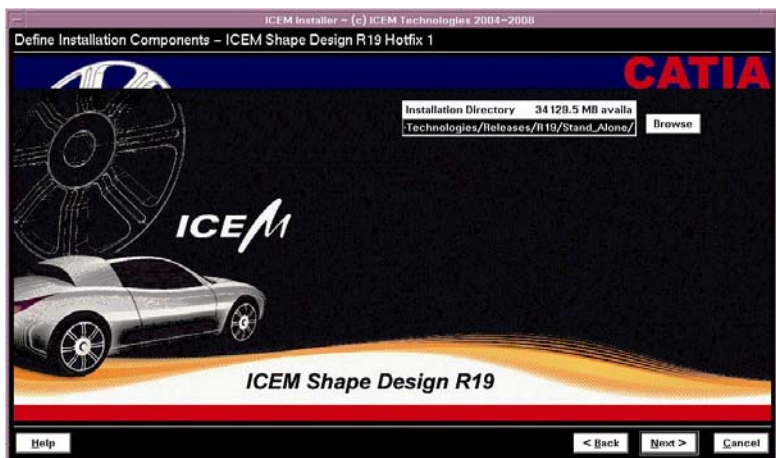 ICEM Installer – (c) ICEM Technologies 2004–2008
Define Installation Components – ICEM Shape Design R19 Hotfix 1
CATIA
Installation Directory 34129.5 MB availa
Technologies/Releases/R19/Stand_Alone/
Browse
ICEM
ICEM Shape Design R19
Help
< Back
Next >
Cancel